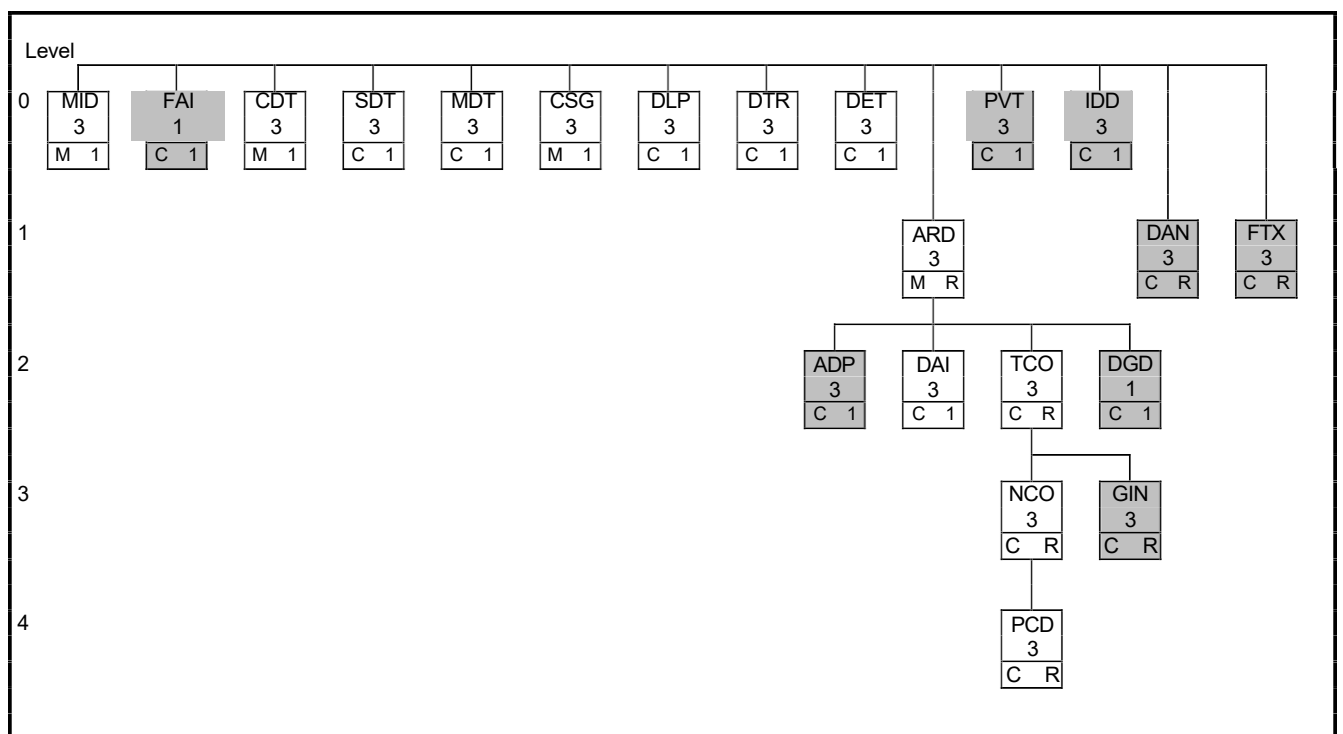 Level
0 MID FAI CDT SDT MDT CSG DLP DTR DET PVT IDD
3 1 3 3 3 3 3 3 3 3 3
M 1 C 1 M 1 C 1 C 1 M 1 C 1 C 1 C 1 C 1 C 1
1 ARD DAN FTX
3 3 3
M R C R C R
2 ADP DAI TCO DGD
3 3 3 1
C 1 C 1 C R C 1
3 NCO GIN
3 3
C R C R
4 PCD
3
C R